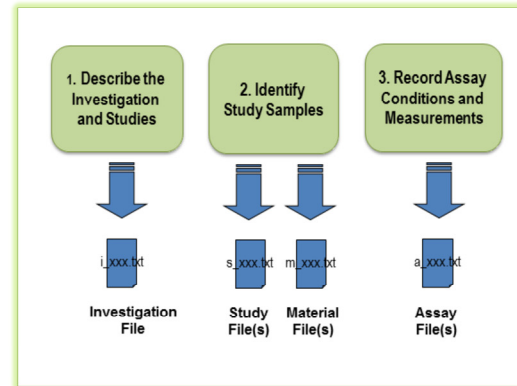 1. Describe the
Investigation
and Studies
2. Identify
Study Samples
3. Record Assay
Conditions and
Measurements
i_xxx.txt
s_xxx.txt
m_xxx.txt
a_xxx.txt
Investigation
File
Study
File(s)
Material
File(s)
Assay
File(s)